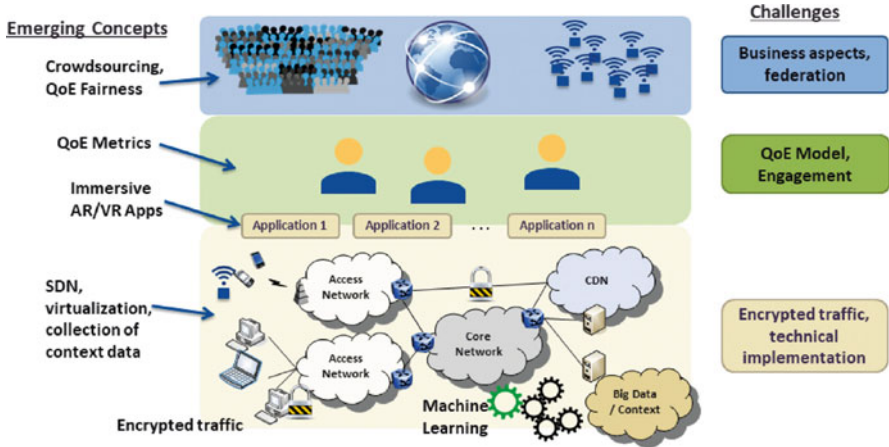 Emerging Concepts
Challenges
Crowdsourcing,
QoE Fairness
Business aspects,
federation
QoE Metrics
QoE Model,
Engagement
Immersive
AR/VR Apps
Application 1
Application 2
...
Application n
SDN,
virtualization,
collection of
context data
Access
Network
CDN
Core
Network
Access
Network
Encrypted traffic,
technical
implementation
Big Data
/ Context
Encrypted traffic
Machine
Learning